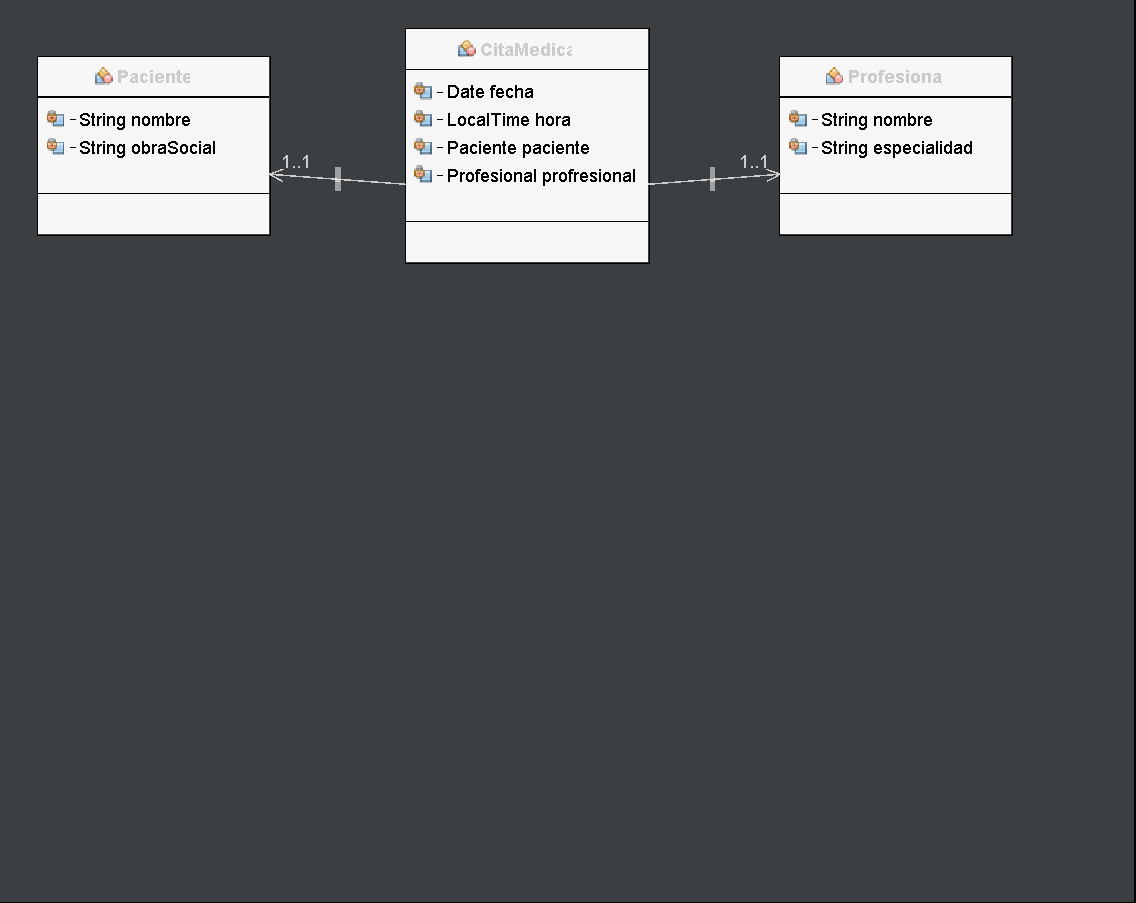 Paciente
- String nombre
- String obraSocial
1..1
CitaMedica
- Date fecha
- LocalTime hora
- Paciente paciente
- Profesional profresional
1..1
Profesiona
- String nombre
- String especialidad